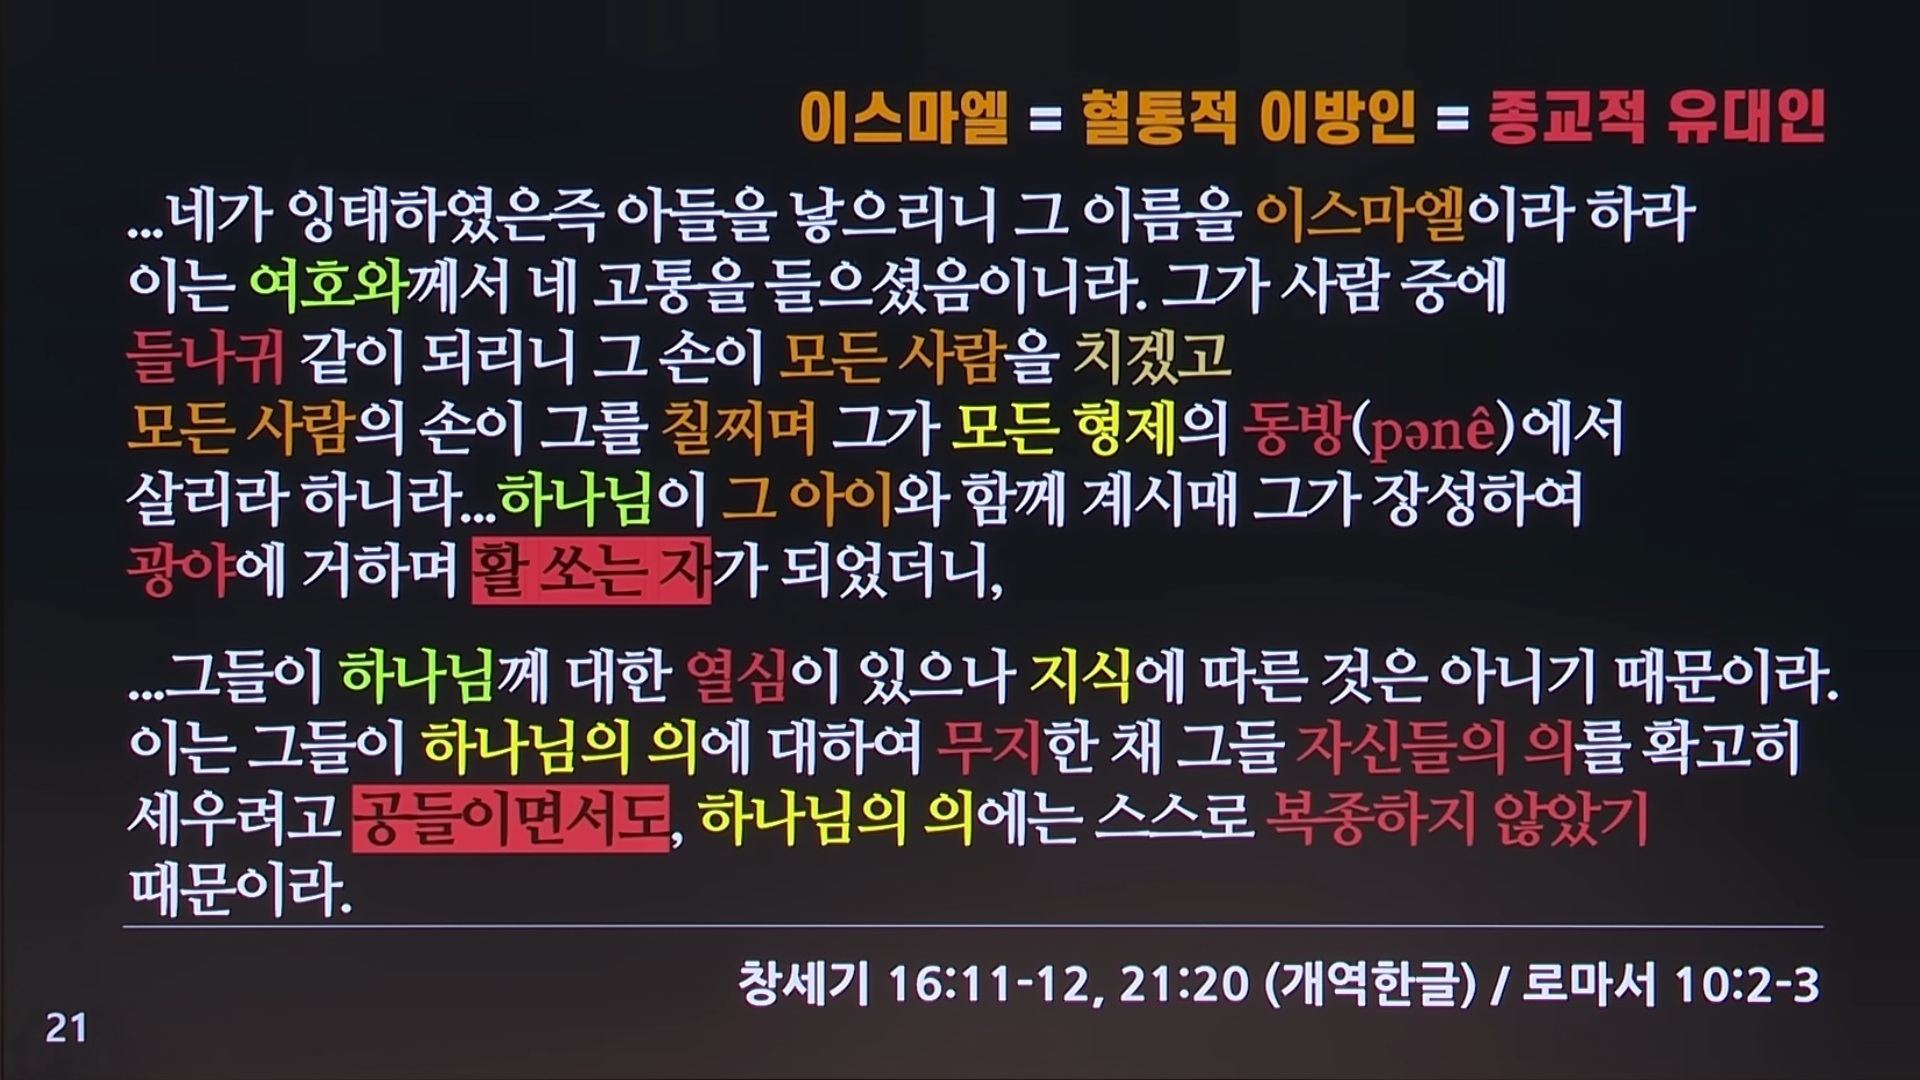 이스마엘 = 혈통적 이방인 = 종교적 유대인
...네가 잉태하였은즉 아들을 낳으리니 그 이름을 이스마엘이라 하라
이는 여호와께서 네 고통을 들으셨음이니라. 그가 사람 중에
들나귀 같이 되리니 그 손이 모든 사람을 치겠고
모든 사람의 손이 그를 칠찌며 그가 모든 형제의 동방(pənê)에서
살리라 하니라...하나님이 그 아이와 함께 계시매 그가 장성하여
광야에 거하며 활 쏘는 자가 되었더니,
...그들이 하나님께 대한 열심이 있으나 지식에 따른 것은 아니기 때문이라.
이는 그들이 하나님의 의에 대하여 무지한 채 그들 자신들의 의를 확고히
세우려고 공들이면서도, 하나님의 의에는 스스로 복종하지 않았기
때문이라.
창세기 16:11-12, 21:20 (개역한글) / 로마서 10:2-3
21